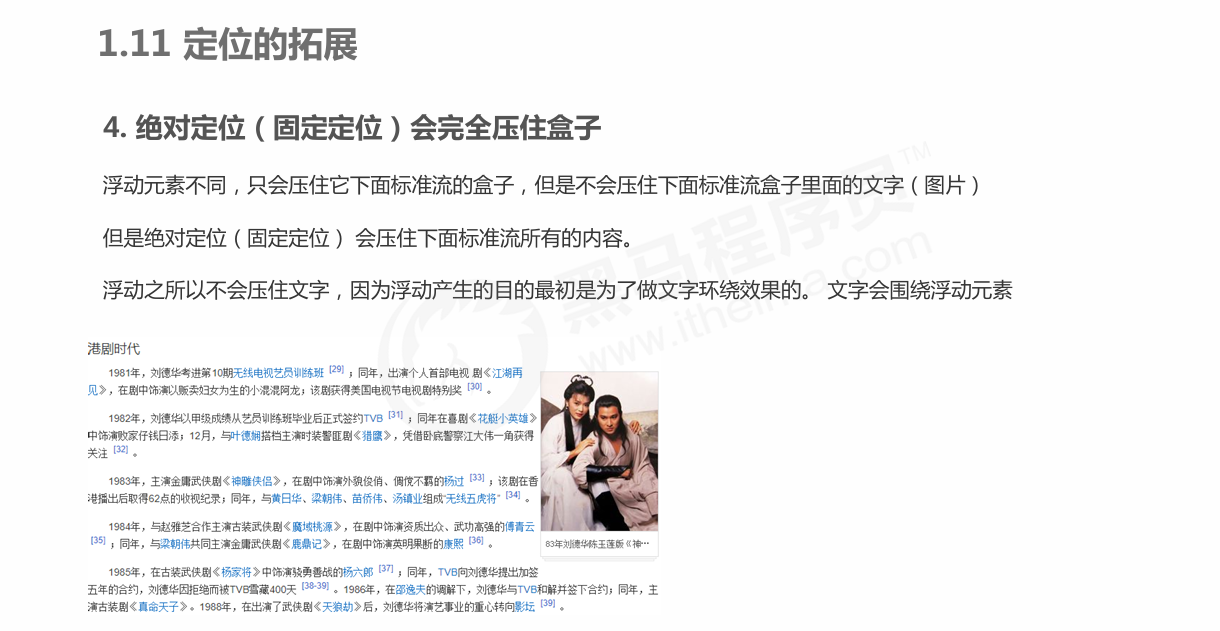 1.11 定位的拓展
4. 绝对定位（固定定位）会完全压住盒子
浮动元素不同，只会压住它下面标准流的盒子，但是不会压住下面标准流盒子里面的文字（图片）
但是绝对定位（固定定位） 会压住下面标准流所有的内容。
浮动之所以不会压住文字，因为浮动产生的目的最初是为了做文字环绕效果的。 文字会围绕浮动元素
黑马程序员™
www.itheima.com
港剧时代
1981年，刘德华考进第10期无线电视艺员训练班 [29] ；同年，出演个人首部电视 剧《江湖再
见》，在剧中饰演以贩卖妇女为生的小混混阿龙；该剧获得美国电视节电视剧特别奖 [30] 。
1982年，刘德华以甲级成绩从艺员训练班毕业后正式签约TVB [31] ；同年在喜剧《花艇小英雄》
中饰演败家仔钱日添；12月，与叶德娴搭档主演时装警匪剧《猎鹰》，凭借卧底警察江大伟一角获得
关注 [32] 。
1983年，主演金庸武侠剧《神雕侠侣》，在剧中饰演外貌俊俏、倜傥不羁的杨过 [33] ；该剧在香
港播出后取得62点的收视纪录；同年，与黄日华、梁朝伟、苗侨伟、汤镇业组成“无线五虎将” [34] 。
1984年，与赵雅芝合作主演古装武侠剧《魔域桃源》，在剧中饰演资质出众、武功高强的傅青云
[35] ；同年，与梁朝伟共同主演金庸武侠剧《鹿鼎记》，在剧中饰演英明果断的康熙 [36] 。
83年刘德华陈玉莲版《神···
1985年，在古装武侠剧《杨家将》中饰演骁勇善战的杨六郎 [37] ；同年，TVB向刘德华提出加签
五年的合约，刘德华因拒绝而被TVB雪藏400天 [38-39] 。1986年，在邵逸夫的调解下，刘德华与TVB和解并签下合约；同年，主
演古装剧《真命天子》。1988年，在出演了武侠剧《天狼劫》后，刘德华将演艺事业的重心转向影坛 [39] 。